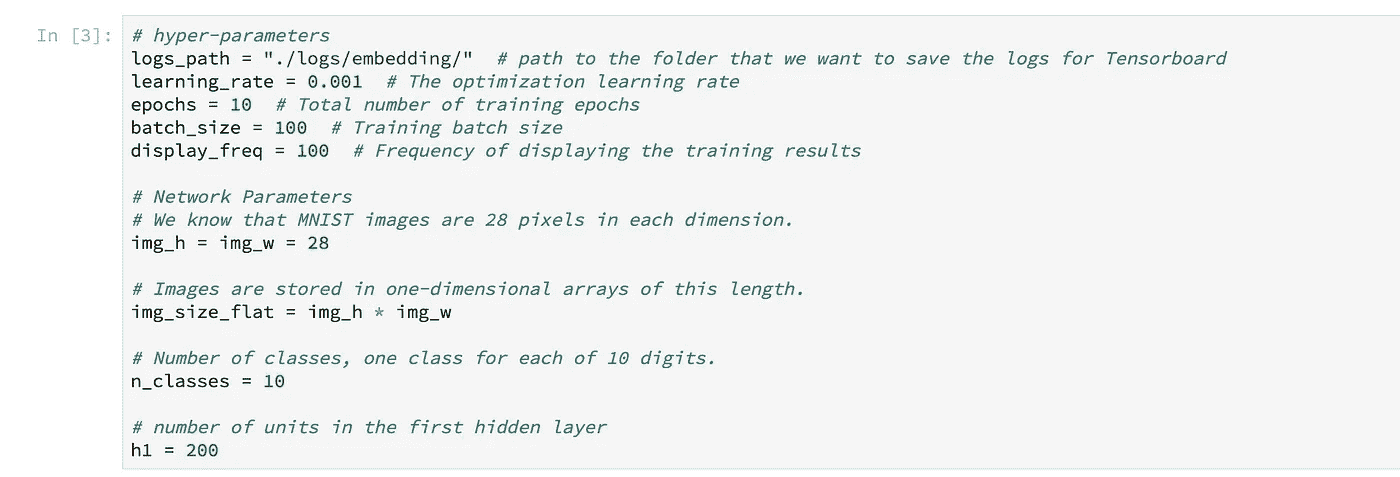 In [3]:
# hyper-parameters
logs_path = "./logs/embedding/"  # path to the folder that we want to save the logs for Tensorboard
learning_rate = 0.001  # The optimization learning rate
epochs = 10  # Total number of training epochs
batch_size = 100  # Training batch size
display_freq = 100  # Frequency of displaying the training results
# Network Parameters
# We know that MNIST images are 28 pixels in each dimension.
img_h = img_w = 28
# Images are stored in one-dimensional arrays of this length.
img_size_flat = img_h * img_w
# Number of classes, one class for each of 10 digits.
n_classes = 10
# number of units in the first hidden layer
h1 = 200